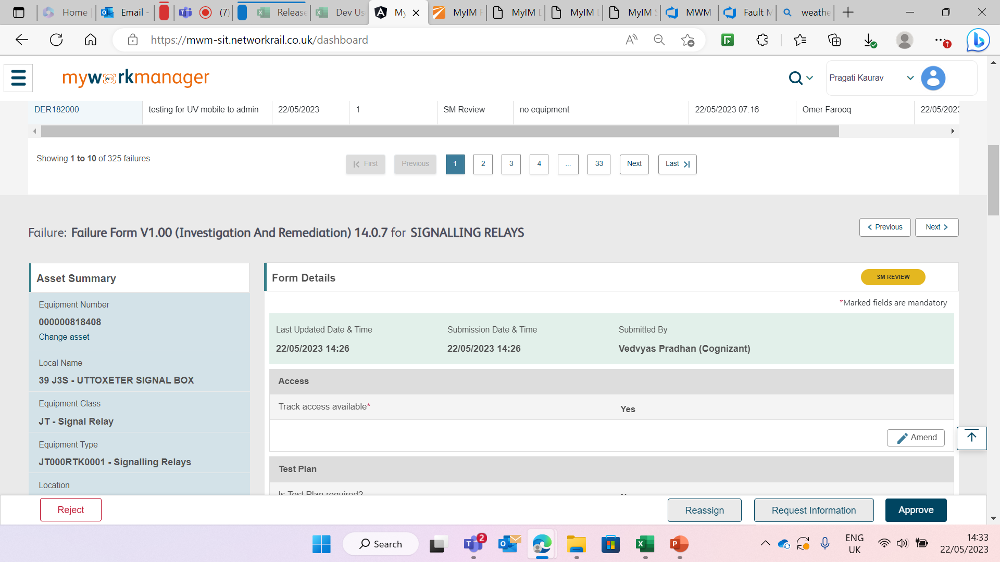 Home
Email -
(7)
Release
Dev Us
My
MyIM F
MyIM
MyIM
MyIM
MWM
Fault M
weathe
https://mwm-sit.networkrail.co.uk/dashboard
myworkmanager
Pragati Kaurav
DER182000 testing for UV mobile to admin 22/05/2023 1 SM Review no equipment 22/05/2023 07:16 Omer Farooq 22/05/2023
Showing 1 to 10 of 325 failures
First Previous 1 2 3 4 ... 33 Next Last
Failure: Failure Form V1.00 (Investigation And Remediation) 14.0.7 for SIGNALLING RELAYS
Previous Next
Asset Summary
Equipment Number
000000818408
Change asset
Local Name
39 J3S - UTTOXETER SIGNAL BOX
Equipment Class
JT - Signal Relay
Equipment Type
JT000RTK0001 - Signalling Relays
Location
Form Details
SM REVIEW
*Marked fields are mandatory
Last Updated Date & Time Submission Date & Time Submitted By
22/05/2023 14:26 22/05/2023 14:26 Vedvyas Pradhan (Cognizant)
Access
Track access available* Yes
Amend
Test Plan
Is Test Plan required?
Reject Reassign Request Information Approve
Search
2
ENG
UK
14:33
22/05/2023